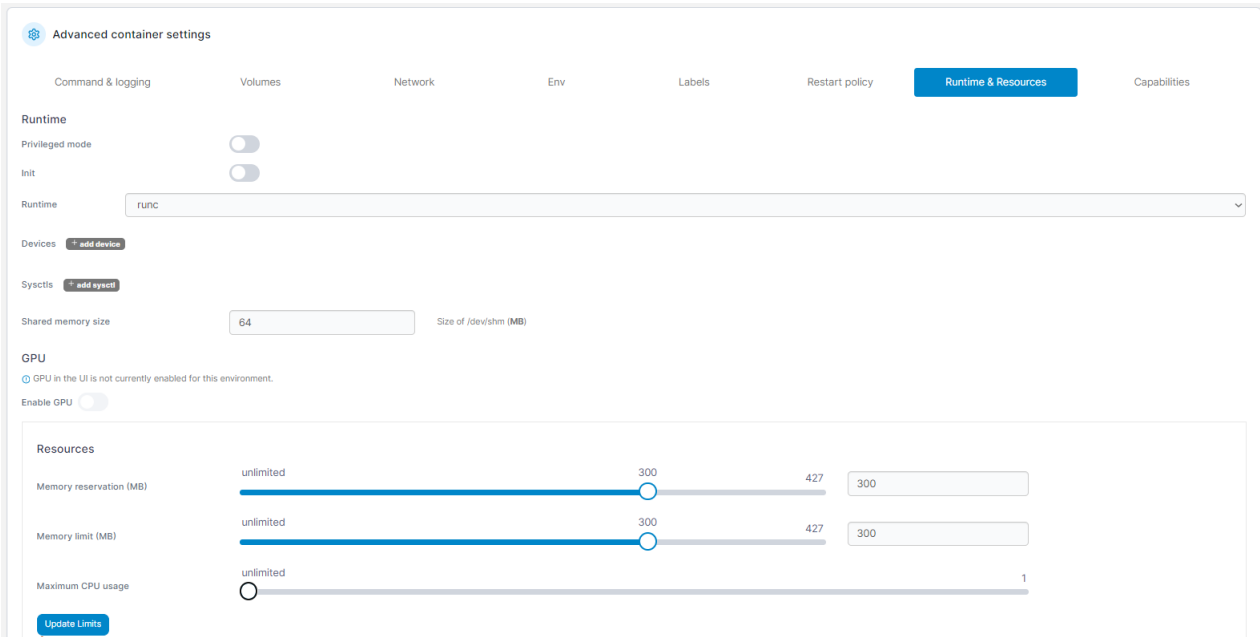 Advanced container settings
Command & logging Volumes Network Env Labels Restart policy Runtime & Resources Capabilities
Runtime
Privileged mode
Init
Runtime runc
Devices + add device
Sysctls + add sysctl
Shared memory size 64 Size of /dev/shm (MB)
GPU
GPU in the UI is not currently enabled for this environment.
Enable GPU
Resources
unlimited 300 427
Memory reservation (MB) 300
unlimited 300 427
Memory limit (MB) 300
unlimited 1
Maximum CPU usage
Update Limits